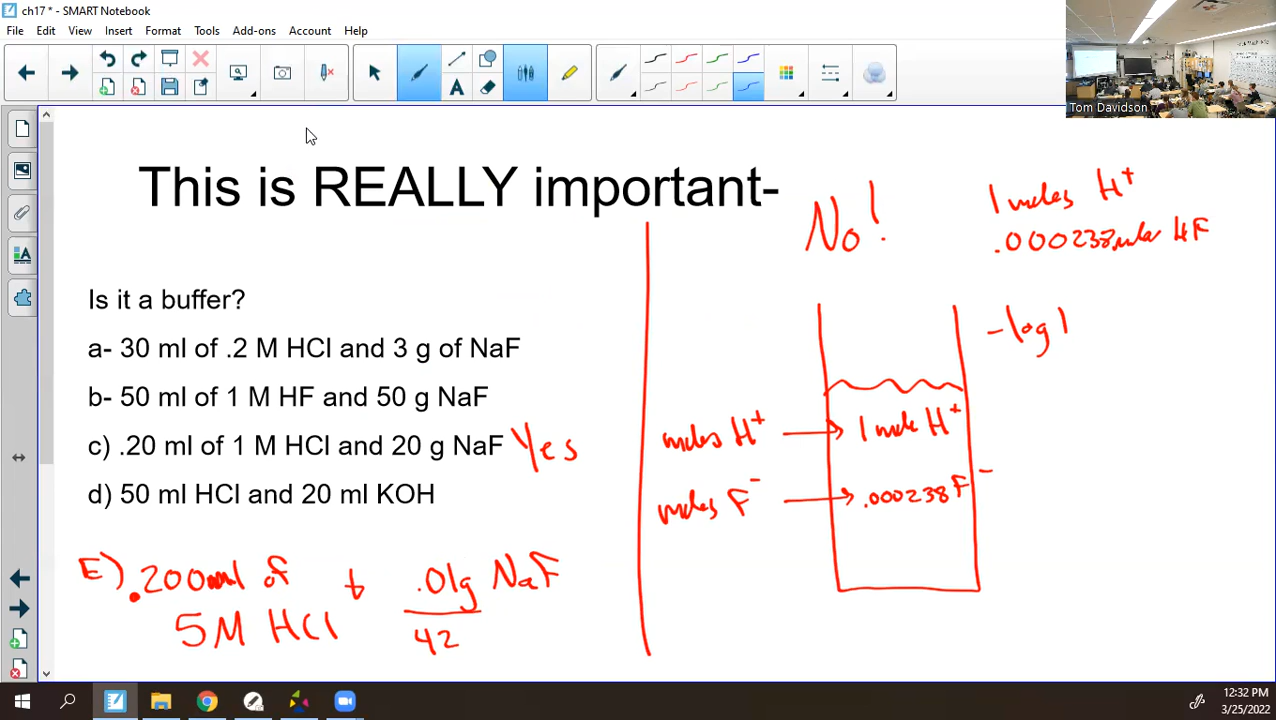 ch17 * - SMART Notebook
File Edit View Insert Format Tools Add-ons Account Help
Tom Davidson
This is REALLY important-
No!
1 moles H+
.000238 moles HF
Is it a buffer?
a- 30 ml of .2 M HCl and 3 g of NaF
b- 50 ml of 1 M HF and 50 g NaF
c) .20 ml of 1 M HCl and 20 g NaF Yes
d) 50 ml HCl and 20 ml KOH
E) .200ml of + .01g NaF
5M HCl 42
-log 1
moles H+ → 1 mole H+
moles F- → .000238 F-
12:32 PM
3/25/2022